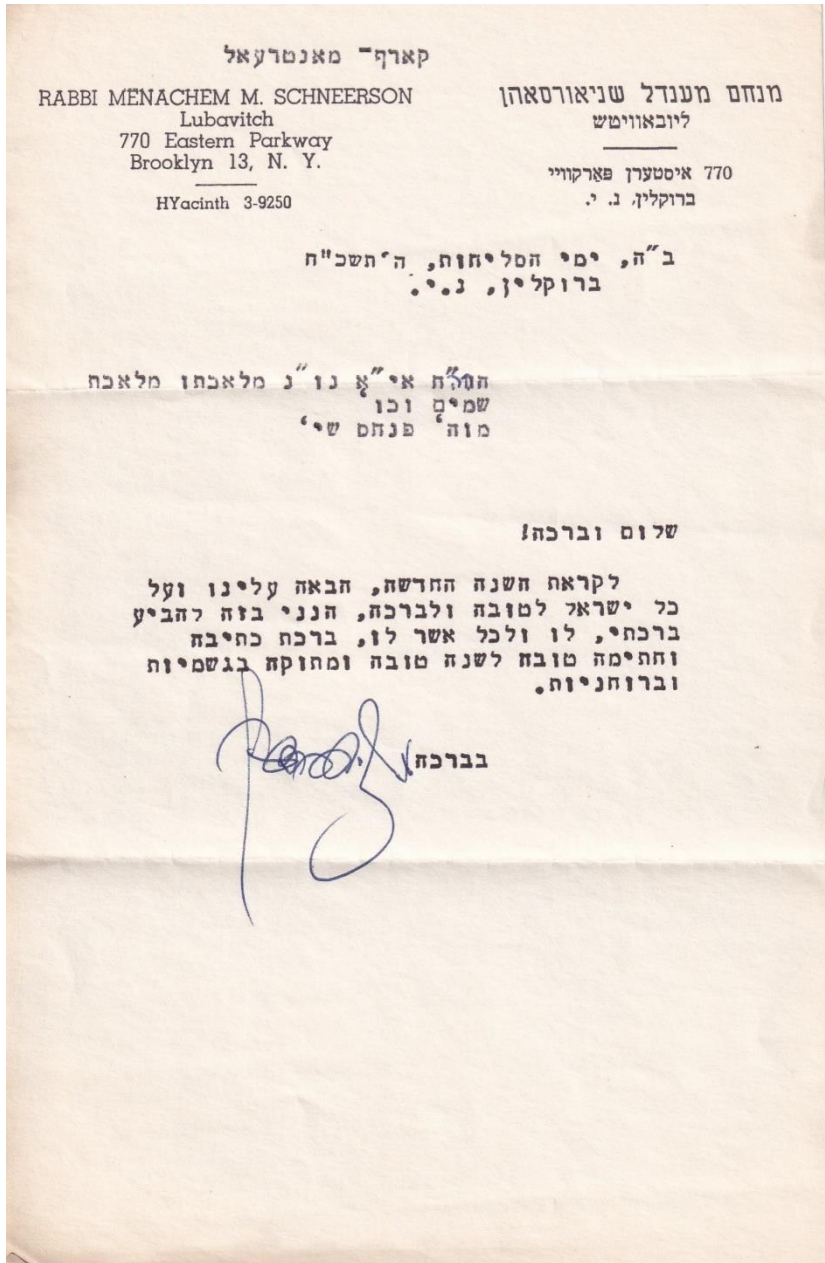 קארף- מאנטרעאל
RABBI MENACHEM M. SCHNEERSON
Lubavitch
770 Eastern Parkway
Brooklyn 13, N. Y.
HYacinth 3-9250
מנחם מענדל שניאורסאהן
ליובאוויטש
770 איסטערן פּאַרקוויי
ברוקלין, נ. י.
ב"ה, ימי הסליחות, ה'תשכ"ח
ברוקלין, נ.י.
אי"א נו"נ מלאכתו מלאכת
שמים וכו'
מוה' פנחס שי'
שלום וברכה!
לקראת השנה החדשה, הבאה עלינו ועל
כל ישראל לטובה ולברכה, הנני בזה להביע
ברכתי, לו ולכל אשר לו, ברכת כתיבה
וחתימה טובה לשנה טובה ומתוקה בגשמיות
וברוחניות.
בברכה